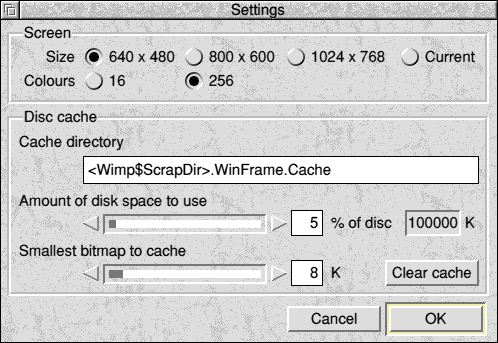 Settings
Screen
Size 640 x 480 800 x 600 1024 x 768 Current
Colours 16 256
Disc cache
Cache directory
<Wimp$ScrapDir>.WinFrame.Cache
Amount of disk space to use
5 % of disc 100000 K
Smallest bitmap to cache
8 K Clear cache
Cancel OK